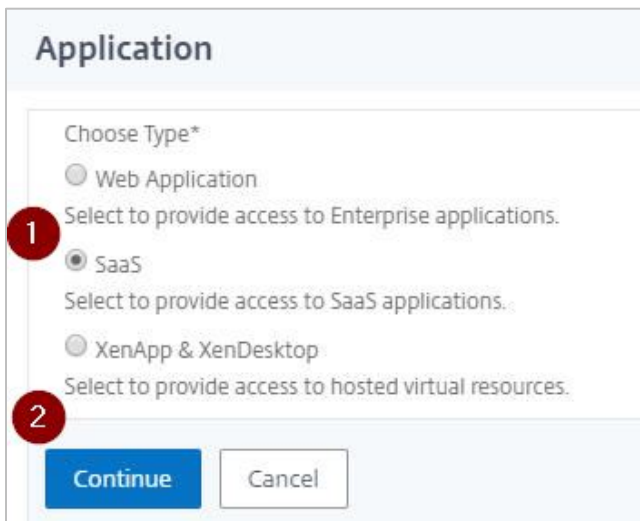 Application
Choose Type*
Web Application
Select to provide access to Enterprise applications.
1
SaaS
Select to provide access to SaaS applications.
XenApp & XenDesktop
Select to provide access to hosted virtual resources.
2
Continue Cancel